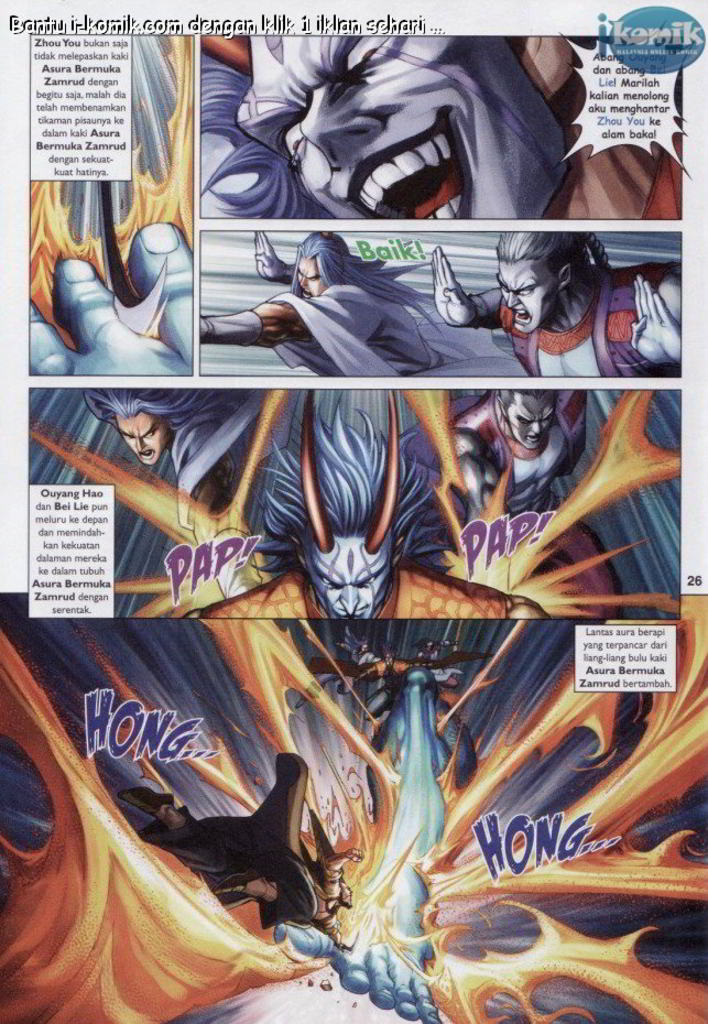 Bantu i-komik.com dengan klik 1 iklan sehari ...
ikomik
MALAYSIA ONLINE KOMIK
Zhou You bukan saja
tidak melepaskan kaki
Asura Bermuka
Zamrud dengan
begitu saja, malah dia
telah membenamkan
tikaman pisaunya ke
dalam kaki Asura
Bermuka Zamrud
dengan sekuat-
kuat hatinya.
Abang Ouyang
dan abang Bei
Lie! Marilah
kalian menolong
aku menghantar
Zhou You ke
alam baka!
Baik!
Ouyang Hao
dan Bei Lie pun
meluru ke depan
dan memindah-
kan kekuatan
dalaman mereka
ke dalam tubuh
Asura Bermuka
Zamrud dengan
serentak.
PAP!
PAP!
26
Lantas aura berapi
yang terpancar dari
liang-liang bulu kaki
Asura Bermuka
Zamrud bertambah.
HONG...
HONG...